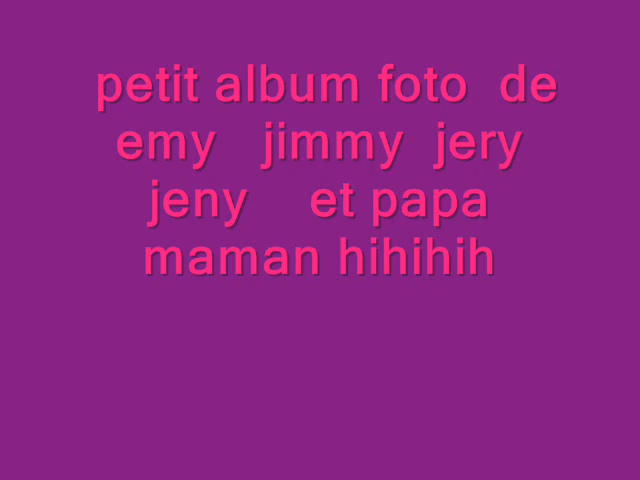 petit album foto  de
emy   jimmy  jery
jeny    et papa
maman hihihih